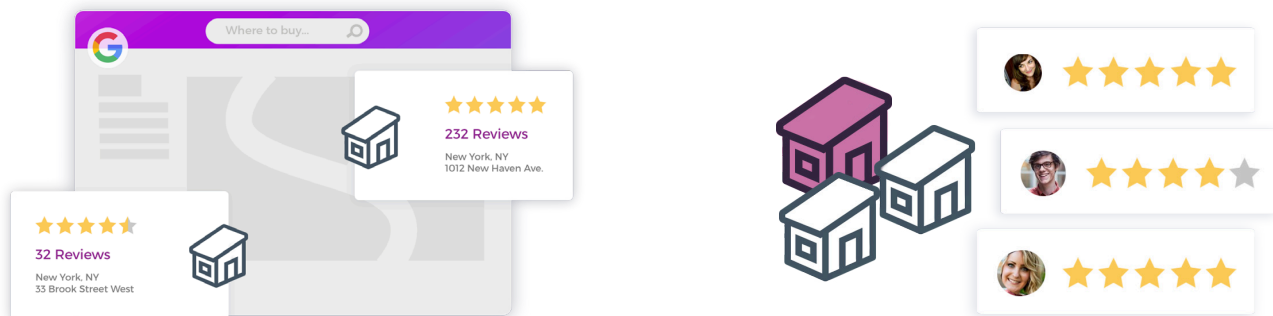 Where to buy...
232 Reviews
New York, NY
1012 New Haven Ave.
32 Reviews
New York, NY
33 Brook Street West